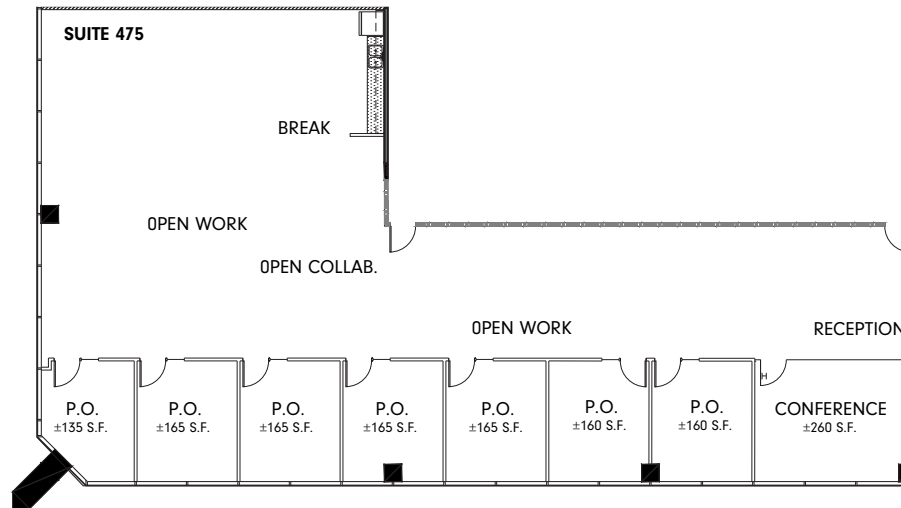 SUITE 475
BREAK
OPEN WORK
OPEN COLLAB.
OPEN WORK
RECEPTION
P.O.
±135 S.F.
P.O.
±165 S.F.
P.O.
±165 S.F.
P.O.
±165 S.F.
P.O.
±165 S.F.
P.O.
±160 S.F.
P.O.
±160 S.F.
CONFERENCE
±260 S.F.